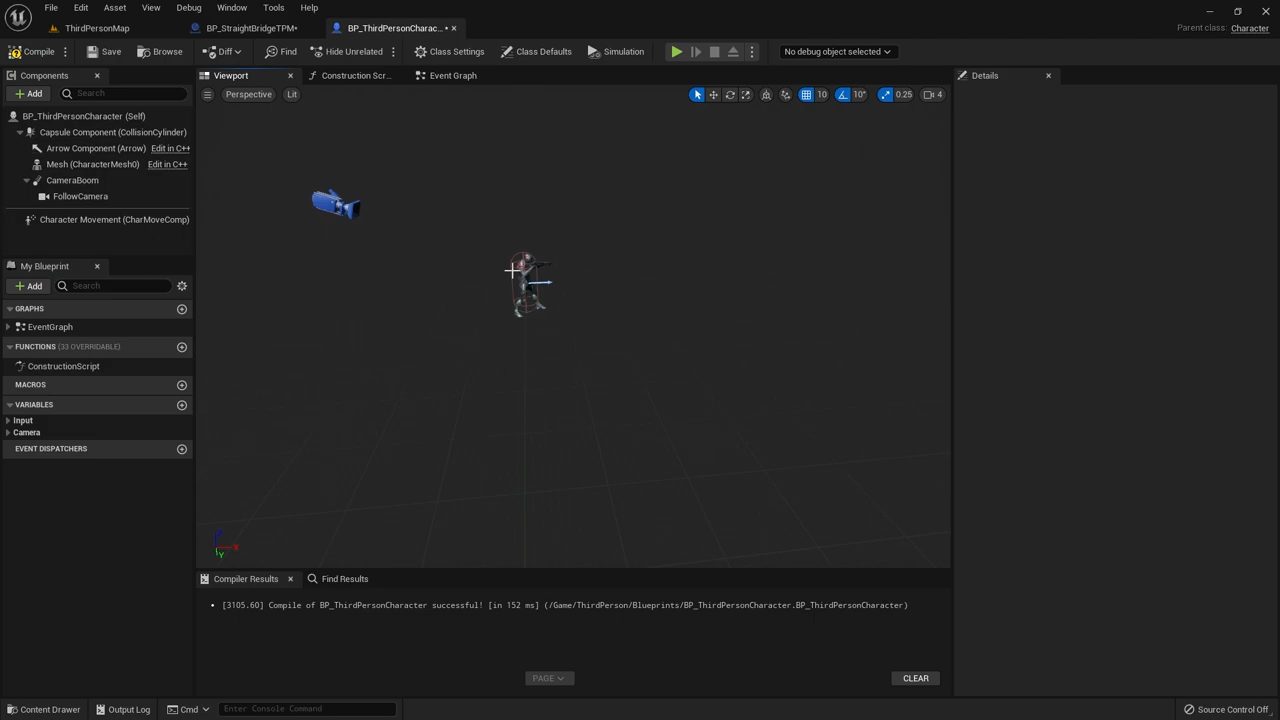 File Edit Asset View Debug Window Tools Help
ThirdPersonMap BP_StraightBridgeTPM• BP_ThirdPersonCharac... •
Parent class: Character
Compile Save Browse Diff Find Hide Unrelated Class Settings Class Defaults Simulation No debug object selected
Components
Viewport Construction Scr... Event Graph
Details
Add Search
Perspective Lit
10 10° 0.25 4
BP_ThirdPersonCharacter (Self)
Capsule Component (CollisionCylinder)
Arrow Component (Arrow) Edit in C++
Mesh (CharacterMesh0) Edit in C++
CameraBoom
FollowCamera
Character Movement (CharMoveComp)
My Blueprint
Add Search
GRAPHS
EventGraph
FUNCTIONS (33 OVERRIDABLE)
ConstructionScript
MACROS
VARIABLES
Input
Camera
EVENT DISPATCHERS
Z
X
Y
Compiler Results Find Results
[3105.60] Compile of BP_ThirdPersonCharacter successful! [in 152 ms] (/Game/ThirdPerson/Blueprints/BP_ThirdPersonCharacter.BP_ThirdPersonCharacter)
PAGE
CLEAR
Content Drawer Output Log Cmd Enter Console Command Source Control Off